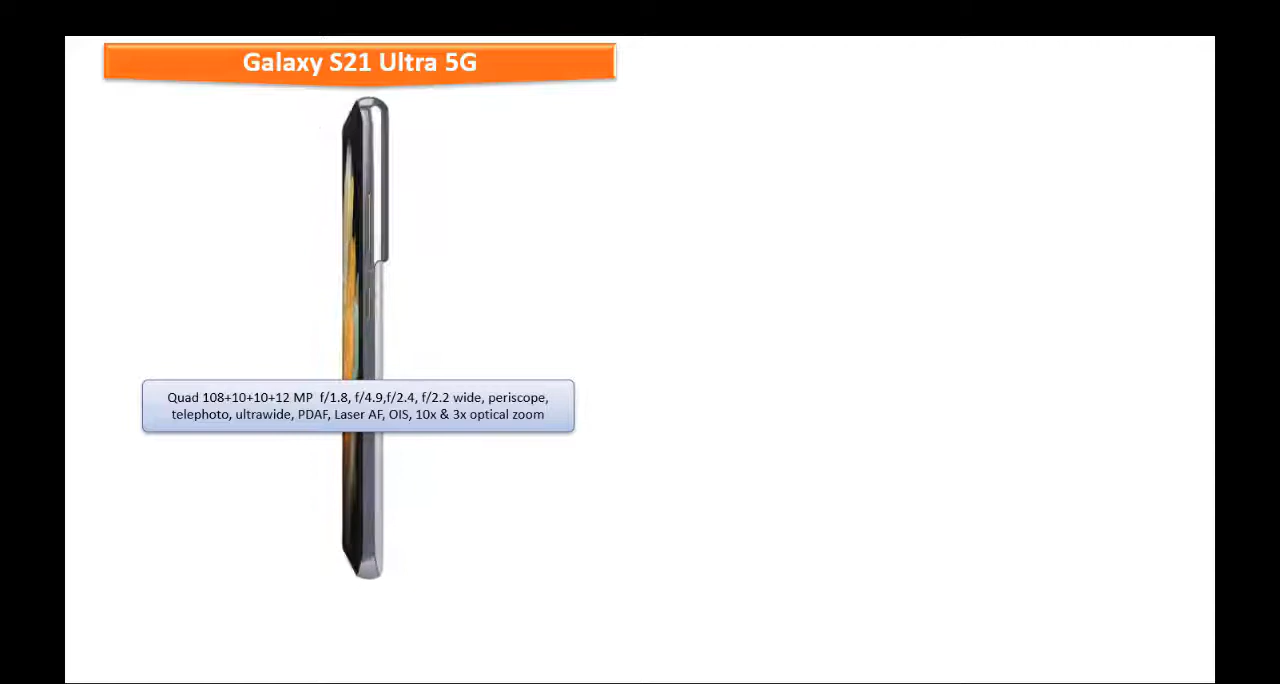 Galaxy S21 Ultra 5G
Quad 108+10+10+12 MP  f/1.8, f/4.9,f/2.4, f/2.2 wide, periscope,
telephoto, ultrawide, PDAF, Laser AF, OIS, 10x & 3x optical zoom